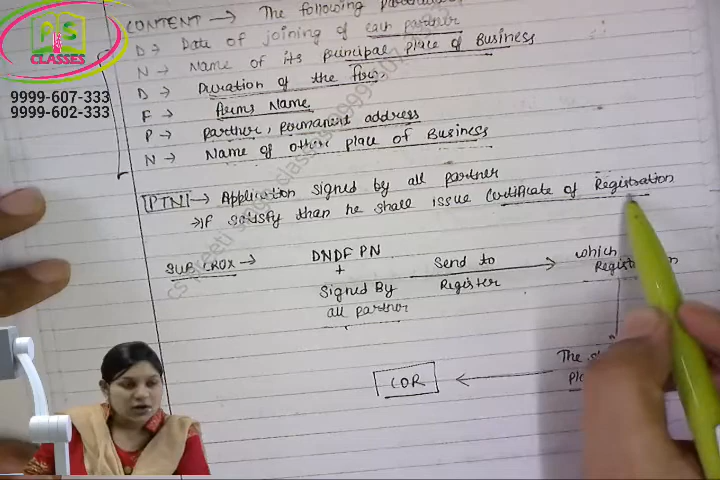 PS
CLASSES
9999-607-333
9999-602-333
CONTENT → The following
D → Date of joining of each partner
N → Name of its principal place of Business
D → Duration of the firm,
F → firms Name
P → partner, permanent address
N → Name of other place of Business
PTN → Application signed by all partner
→ If satisfy than he shall issue Certificate of Registration
SUB CROX → DNDF PN
+
Signed By
all partner
Send to
Register
which
Registration
The
COR